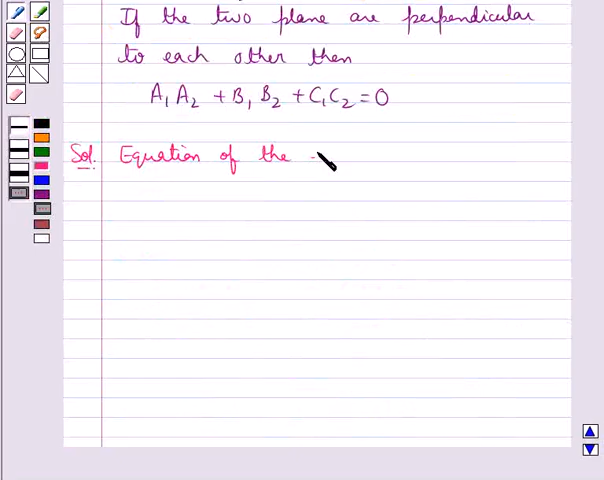 If the two plane are perpendicular
to each other then
A₁A₂ + B₁B₂ + C₁C₂ = 0
Sol. Equation of the